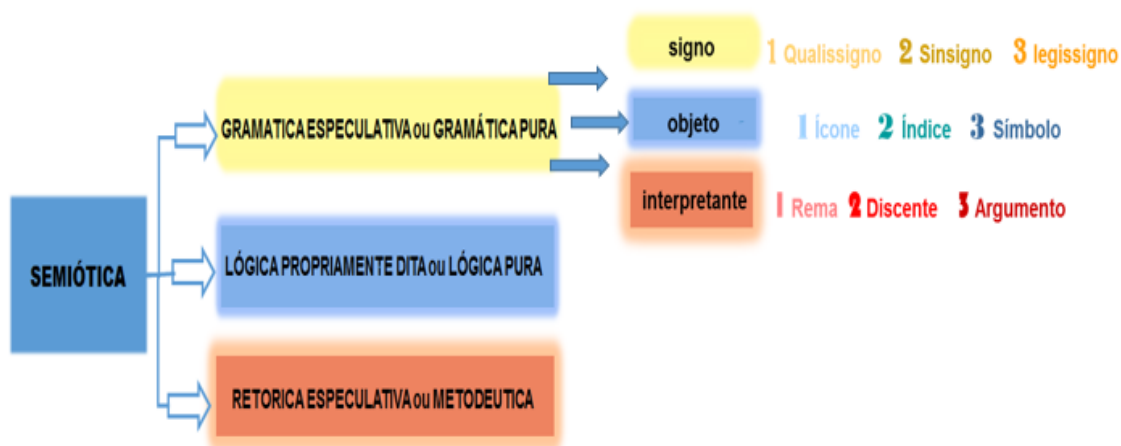 signo
1 Qualissigno 2 Sinsigno 3 legissigno
GRAMATICA ESPECULATIVA ou GRAMÁTICA PURA
objeto
1 Ícone 2 Índice 3 Símbolo
interpretante
1 Rema 2 Discente 3 Argumento
SEMIÓTICA
LÓGICA PROPRIAMENTE DITA ou LÓGICA PURA
RETORICA ESPECULATIVA ou METODEUTICA